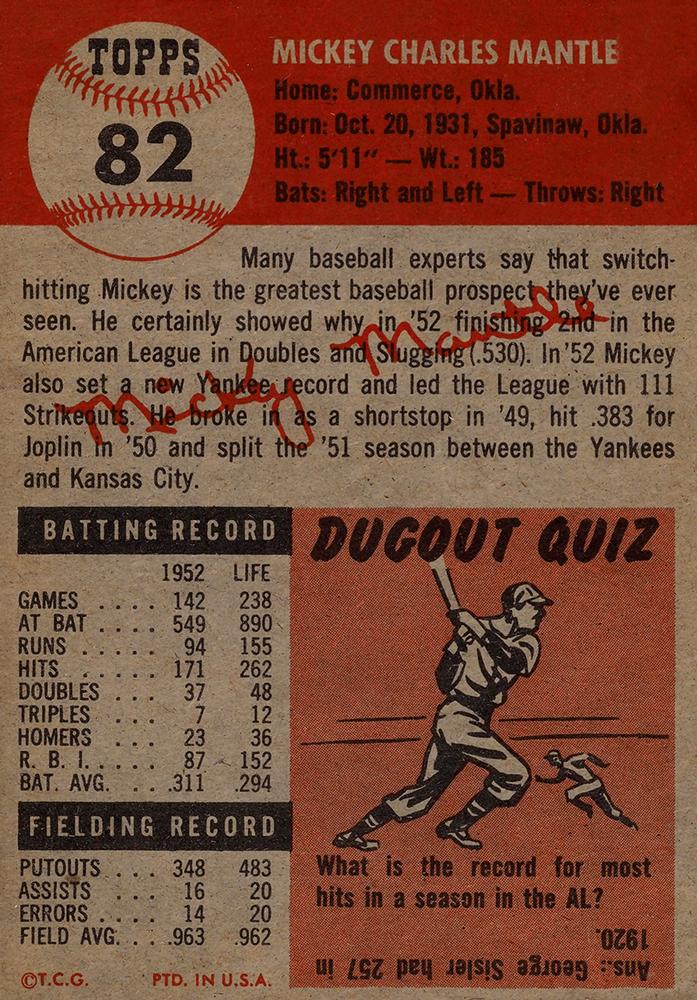 TOPPS
82
MICKEY CHARLES MANTLE
Home: Commerce, Okla.
Born: Oct. 20, 1931, Spavinaw, Okla.
Ht.: 5'11" — Wt.: 185
Bats: Right and Left — Throws: Right
Many baseball experts say that switch-
hitting Mickey is the greatest baseball prospect they've ever
seen. He certainly showed why in '52 finishing 2nd in the
American League in Doubles and Slugging (.530). In '52 Mickey
also set a new Yankee record and led the League with 111
Strikeouts. He broke in as a shortstop in '49, hit .383 for
Joplin in '50 and split the '51 season between the Yankees
and Kansas City.
Mickey Mantle
BATTING RECORD
1952 LIFE
GAMES .... 142 238
AT BAT .... 549 890
RUNS ..... 94 155
HITS ...... 171 262
DOUBLES ... 37 48
TRIPLES ... 7 12
HOMERS ... 23 36
R. B. I. .... 87 152
BAT. AVG. ... .311 .294
FIELDING RECORD
PUTOUTS ... 348 483
ASSISTS .... 16 20
ERRORS .... 14 20
FIELD AVG. .. .963 .962
©T.C.G. PTD. IN U.S.A.
DUGOUT QUIZ
What is the record for most
hits in a season in the AL?
Ans.: George Sisler had 257 in
1920.